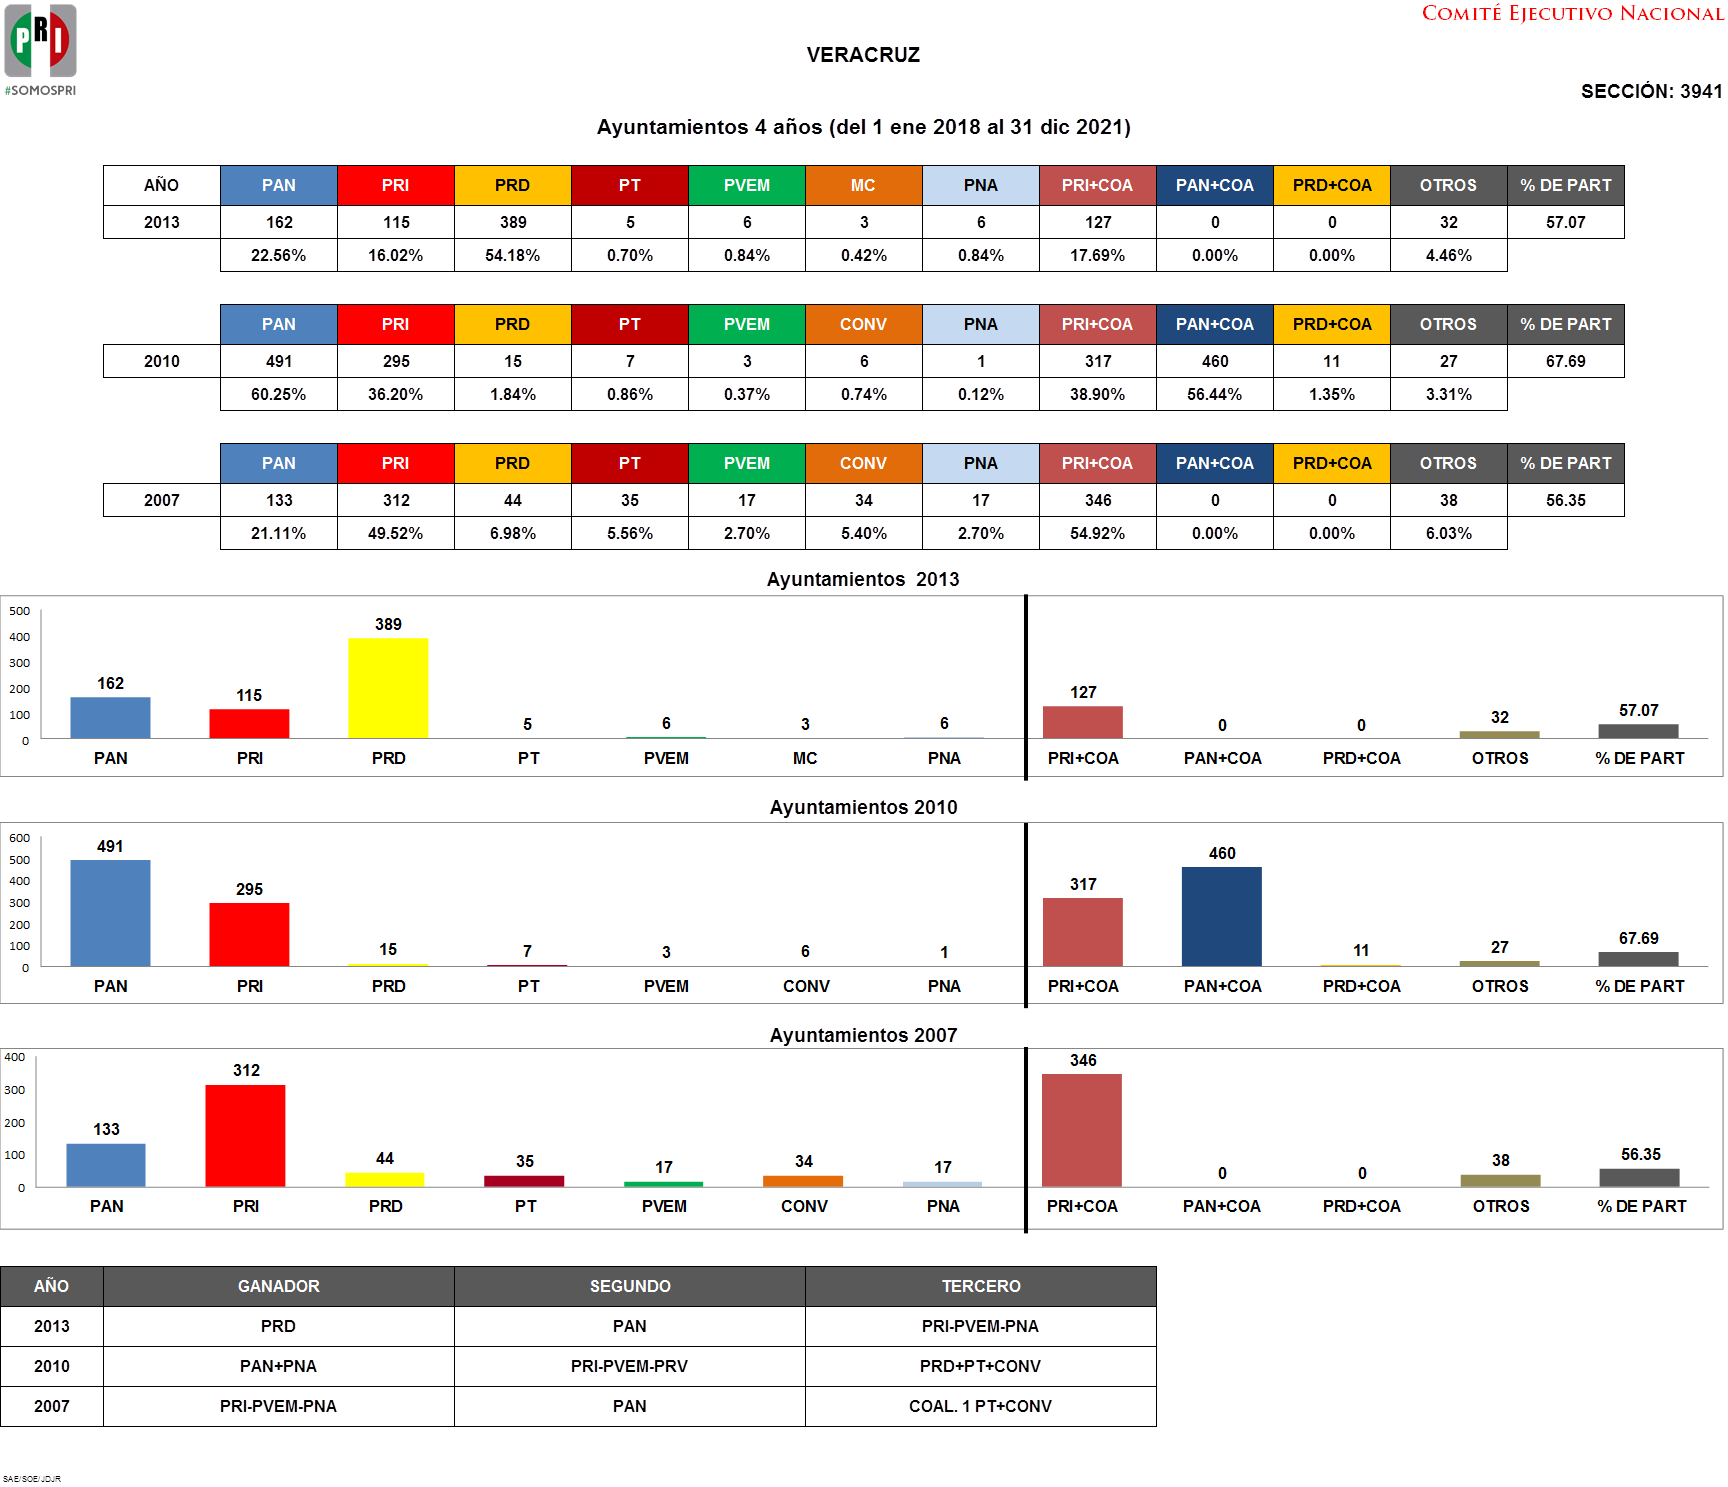 PRI
#SOMOSPRI
COMITÉ EJECUTIVO NACIONAL
VERACRUZ
SECCIÓN: 3941
Ayuntamientos 4 años (del 1 ene 2018 al 31 dic 2021)
AÑO PAN PRI PRD PT PVEM MC PNA PRI+COA PAN+COA PRD+COA OTROS % DE PART
2013 162 115 389 5 6 3 6 127 0 0 32 57.07
22.56% 16.02% 54.18% 0.70% 0.84% 0.42% 0.84% 17.69% 0.00% 0.00% 4.46%
PAN PRI PRD PT PVEM CONV PNA PRI+COA PAN+COA PRD+COA OTROS % DE PART
2010 491 295 15 7 3 6 1 317 460 11 27 67.69
60.25% 36.20% 1.84% 0.86% 0.37% 0.74% 0.12% 38.90% 56.44% 1.35% 3.31%
PAN PRI PRD PT PVEM CONV PNA PRI+COA PAN+COA PRD+COA OTROS % DE PART
2007 133 312 44 35 17 34 17 346 0 0 38 56.35
21.11% 49.52% 6.98% 5.56% 2.70% 5.40% 2.70% 54.92% 0.00% 0.00% 6.03%
Ayuntamientos 2013
500
400
300
200
100
0
162 115 389 5 6 3 6 127 0 0 32 57.07
PAN PRI PRD PT PVEM MC PNA PRI+COA PAN+COA PRD+COA OTROS % DE PART
Ayuntamientos 2010
600
500
400
300
200
100
0
491 295 15 7 3 6 1 317 460 11 27 67.69
PAN PRI PRD PT PVEM CONV PNA PRI+COA PAN+COA PRD+COA OTROS % DE PART
Ayuntamientos 2007
400
300
200
100
0
133 312 44 35 17 34 17 346 0 0 38 56.35
PAN PRI PRD PT PVEM CONV PNA PRI+COA PAN+COA PRD+COA OTROS % DE PART
AÑO GANADOR SEGUNDO TERCERO
2013 PRD PAN PRI-PVEM-PNA
2010 PAN+PNA PRI-PVEM-PRV PRD+PT+CONV
2007 PRI-PVEM-PNA PAN COAL. 1 PT+CONV
SAE/SOE/JDJR